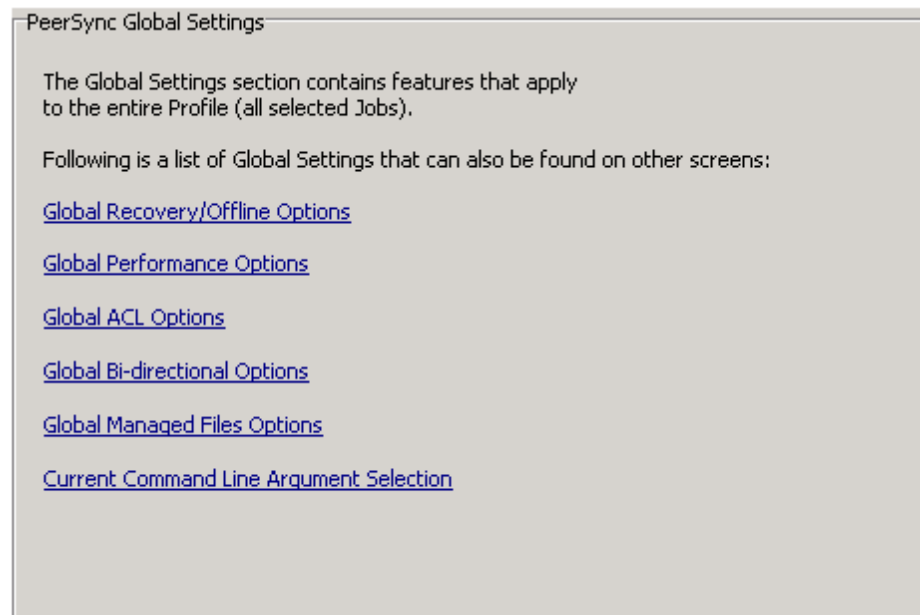 PeerSync Global Settings
The Global Settings section contains features that apply
to the entire Profile (all selected Jobs).
Following is a list of Global Settings that can also be found on other screens:
Global Recovery/Offline Options
Global Performance Options
Global ACL Options
Global Bi-directional Options
Global Managed Files Options
Current Command Line Argument Selection